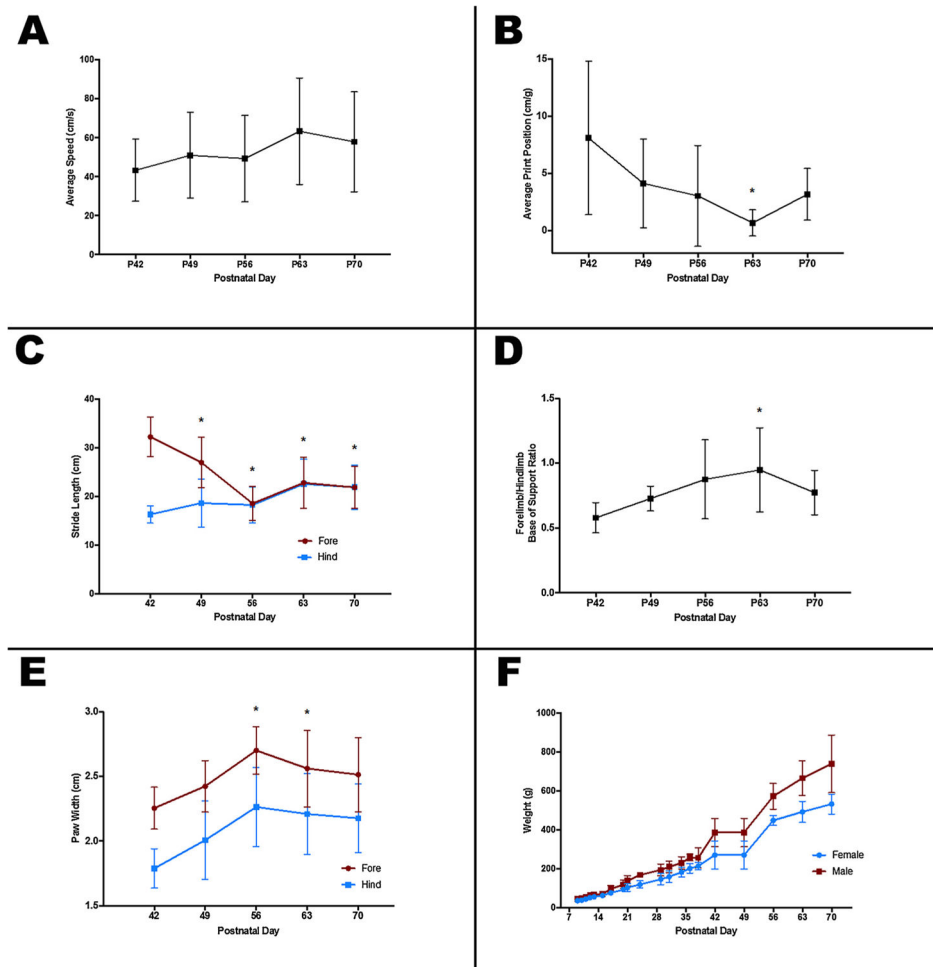 A
Average Speed (cm/s)
100
80
60
40
20
0
P42 P49 P56 P63 P70
Postnatal Day
B
Average Print Position (cm/g)
15
10
5
0
*
P42 P49 P56 P63 P70
Postnatal Day
C
Stride Length (cm)
40
30
20
10
0
* * * *
Fore
Hind
42 49 56 63 70
Postnatal Day
D
Forelimb/Hindlimb
Base of Support Ratio
1.5
1.0
0.5
0.0
*
P42 P49 P56 P63 P70
Postnatal Day
E
Paw Width (cm)
3.0
2.5
2.0
1.5
* *
Fore
Hind
42 49 56 63 70
Postnatal Day
F
Weight (g)
1000
800
600
400
200
0
Female
Male
7 14 21 28 35 42 49 56 63 70
Postnatal Day